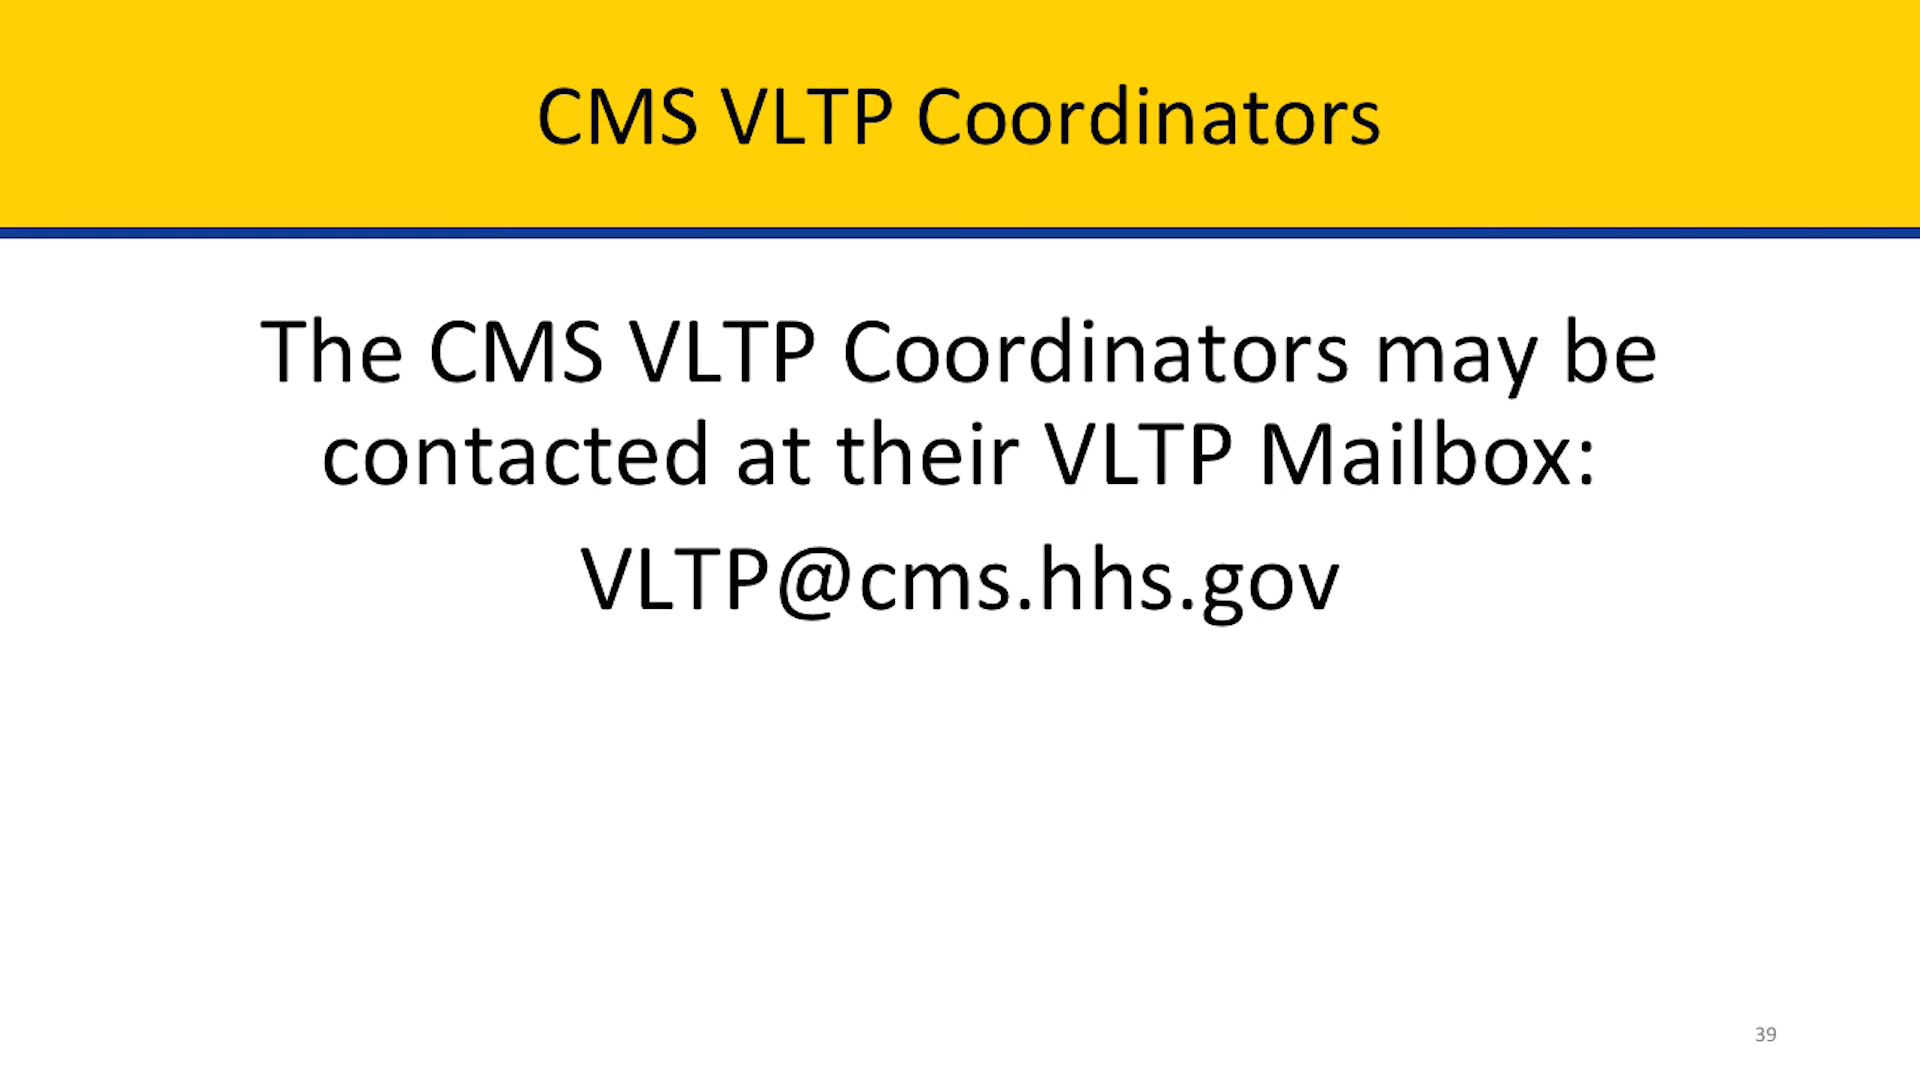 CMS VLTP Coordinators
The CMS VLTP Coordinators may be
contacted at their VLTP Mailbox:
VLTP@cms.hhs.gov
39